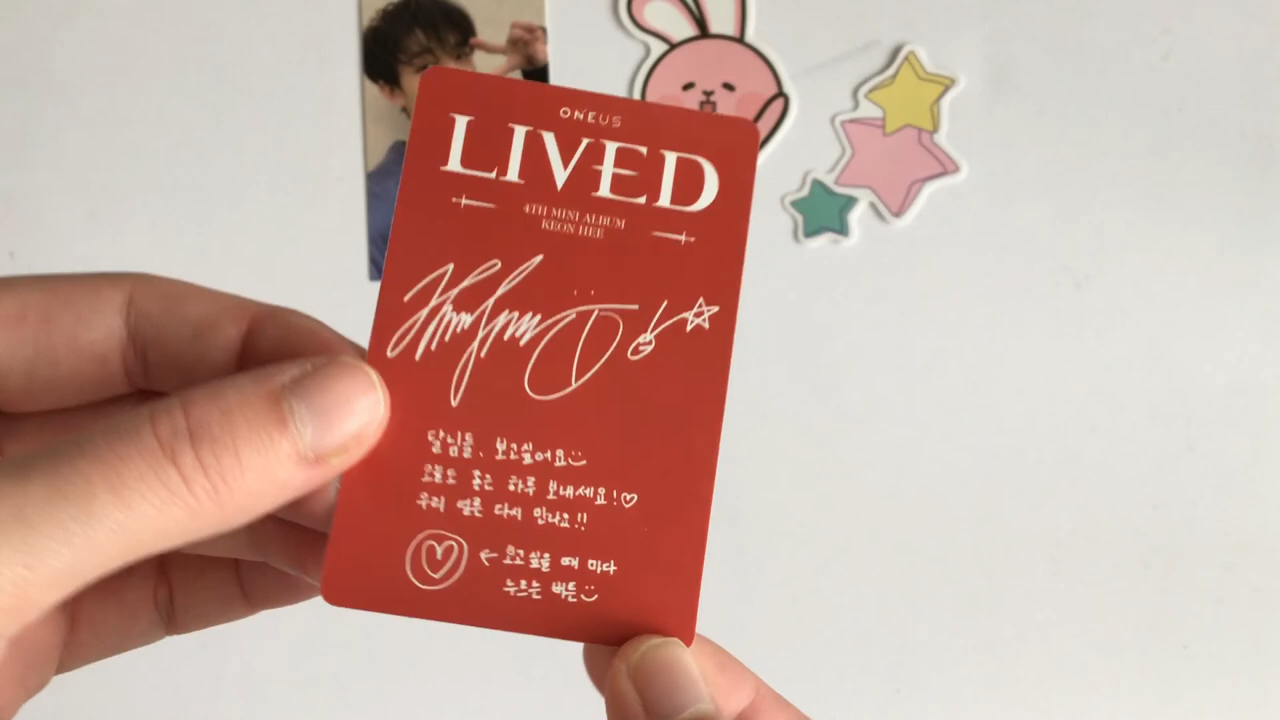 ONEUS
LIVED
4TH MINI ALBUM
KEON HEE
달님들, 보고싶어요
오늘도 좋은 하루 보내세요!♡
우리 얼른 다시 만나요!!
← 보고싶을 때 마다
누르는 버튼